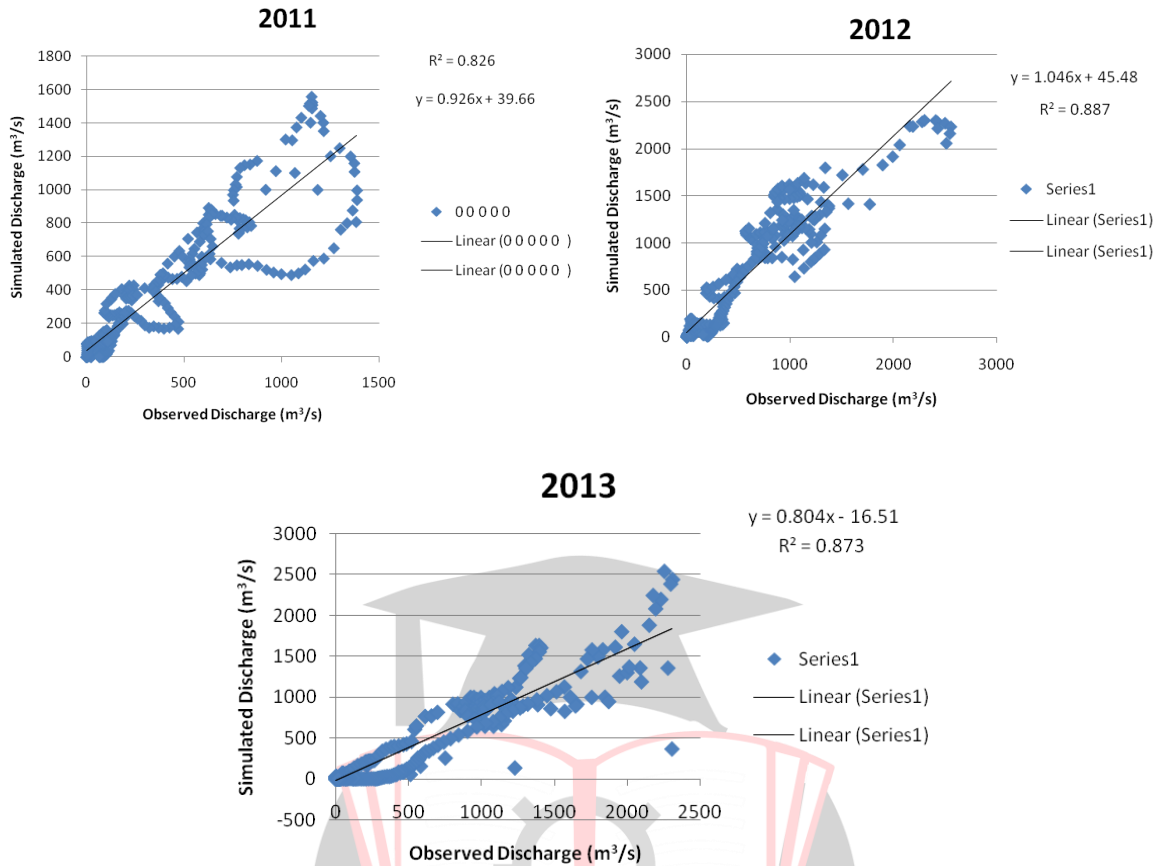 2011
1800
1600
1400
1200
1000
800
600
400
200
0
0
500
1000
1500
Simulated Discharge (m³/s)
Observed Discharge (m³/s)
R² = 0.826
y = 0.926x + 39.66
0 0 0 0 0
Linear (0 0 0 0 0 )
Linear (0 0 0 0 0 )
2012
3000
2500
2000
1500
1000
500
0
0
1000
2000
3000
Simulated Discharge (m³/s)
Observed Discharge (m³/s)
y = 1.046x + 45.48
R² = 0.887
Series1
Linear (Series1)
Linear (Series1)
2013
3000
2500
2000
1500
1000
500
0
-500
0
500
1000
1500
2000
2500
Simulated Discharge (m³/s)
Observed Discharge (m³/s)
y = 0.804x - 16.51
R² = 0.873
Series1
Linear (Series1)
Linear (Series1)